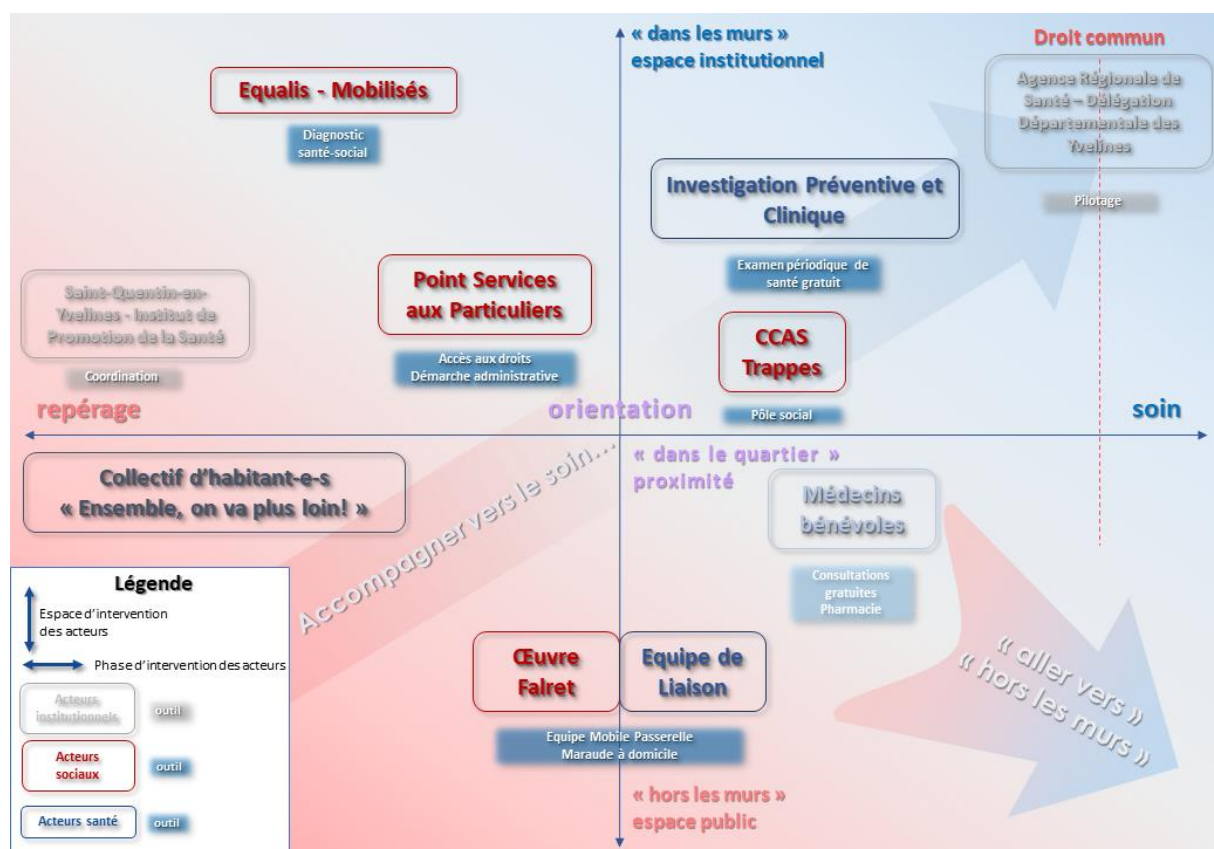 « dans les murs »
espace institutionnel
Droit commun
Equalis - Mobilisés
Diagnostic
santé-social
Agence Régionale de
Santé – Délégation
Départementale des
Yvelines
Pilotage
Investigation Préventive et
Clinique
Examen périodique de
santé gratuit
Point Services
aux Particuliers
Accès aux droits
Démarche administrative
Saint-Quentin-en-
Yvelines - Institut de
Promotion de la Santé
Coordination
CCAS
Trappes
Pôle social
repérage
orientation
soin
« dans le quartier »
proximité
Collectif d'habitant-e-s
« Ensemble, on va plus loin! »
Accompagner vers le soin...
Médecins
bénévoles
Consultations
gratuites
Pharmacie
Œuvre
Falret
Equipe de
Liaison
Equipe Mobile Passerelle
Maraude à domicile
« aller vers »
« hors les murs »
« hors les murs »
espace public
Légende
Espace d'intervention
des acteurs
Phase d'intervention des acteurs
Acteurs
institutionnels
outil
Acteurs
sociaux
outil
Acteurs santé
outil